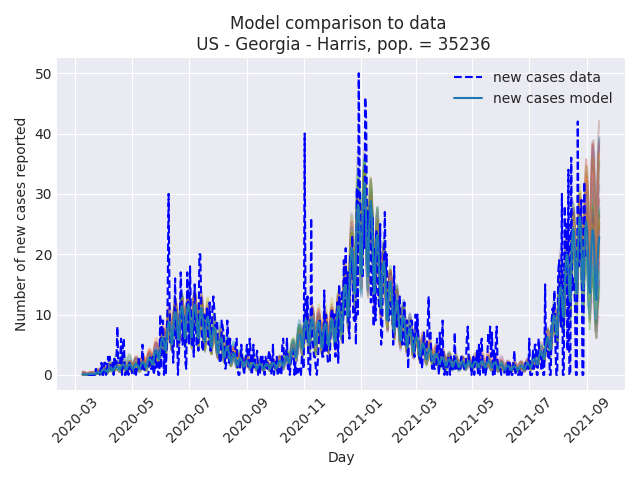 Model comparison to data
US - Georgia - Harris, pop. = 35236
new cases data
new cases model
Number of new cases reported
50
40
30
20
10
0
2020-03
2020-05
2020-07
2020-09
2020-11
2021-01
2021-03
2021-05
2021-07
2021-09
Day